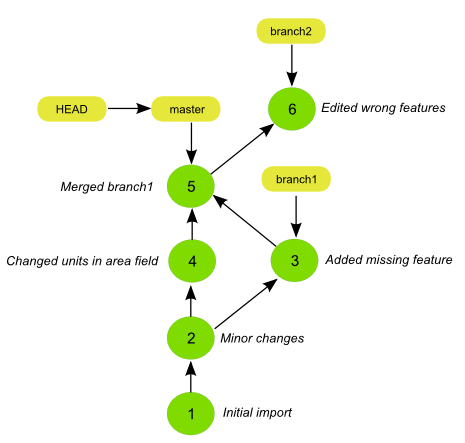 branch2
HEAD
master
6
Edited wrong features
Merged branch1
5
branch1
Changed units in area field
4
3
Added missing feature
2
Minor changes
1
Initial import